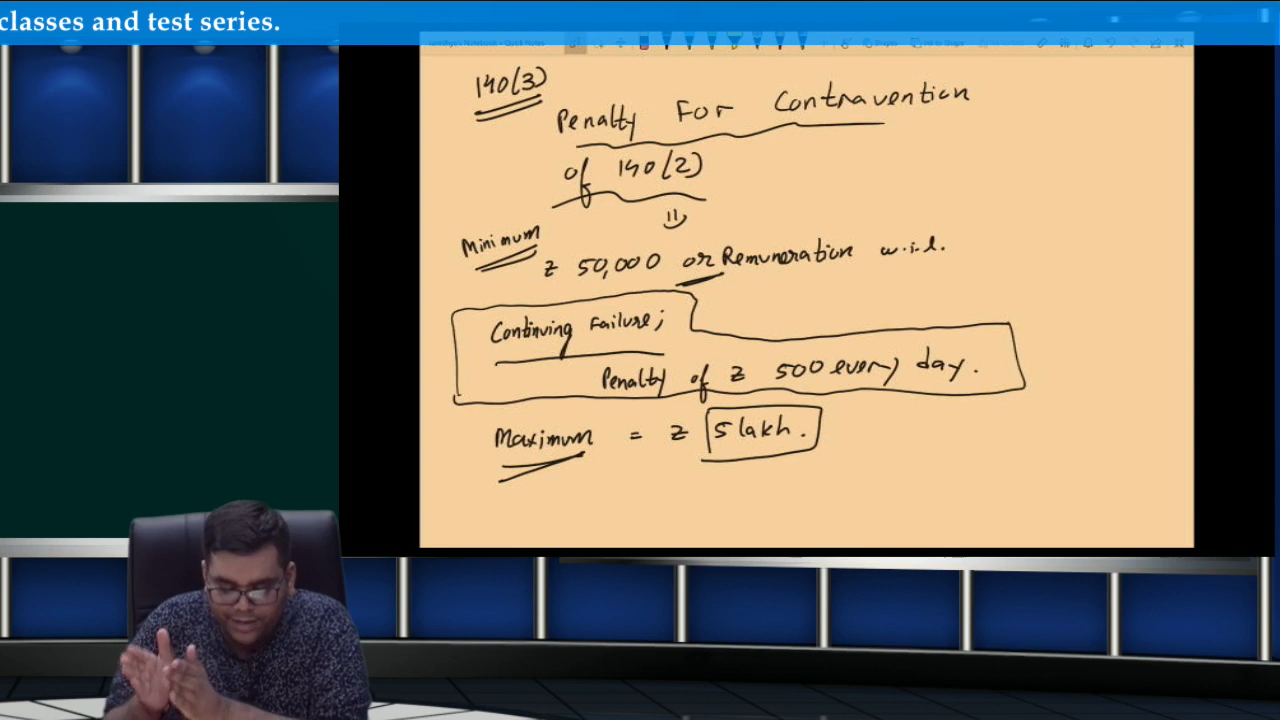 classes and test series.
140(3)
Penalty For Contravention
of 140(2)
Minimum
₹ 50,000 or Remuneration w.i.l.
Continuing Failure;
Penalty of ₹ 500 every day.
Maximum = ₹ 5 lakh.